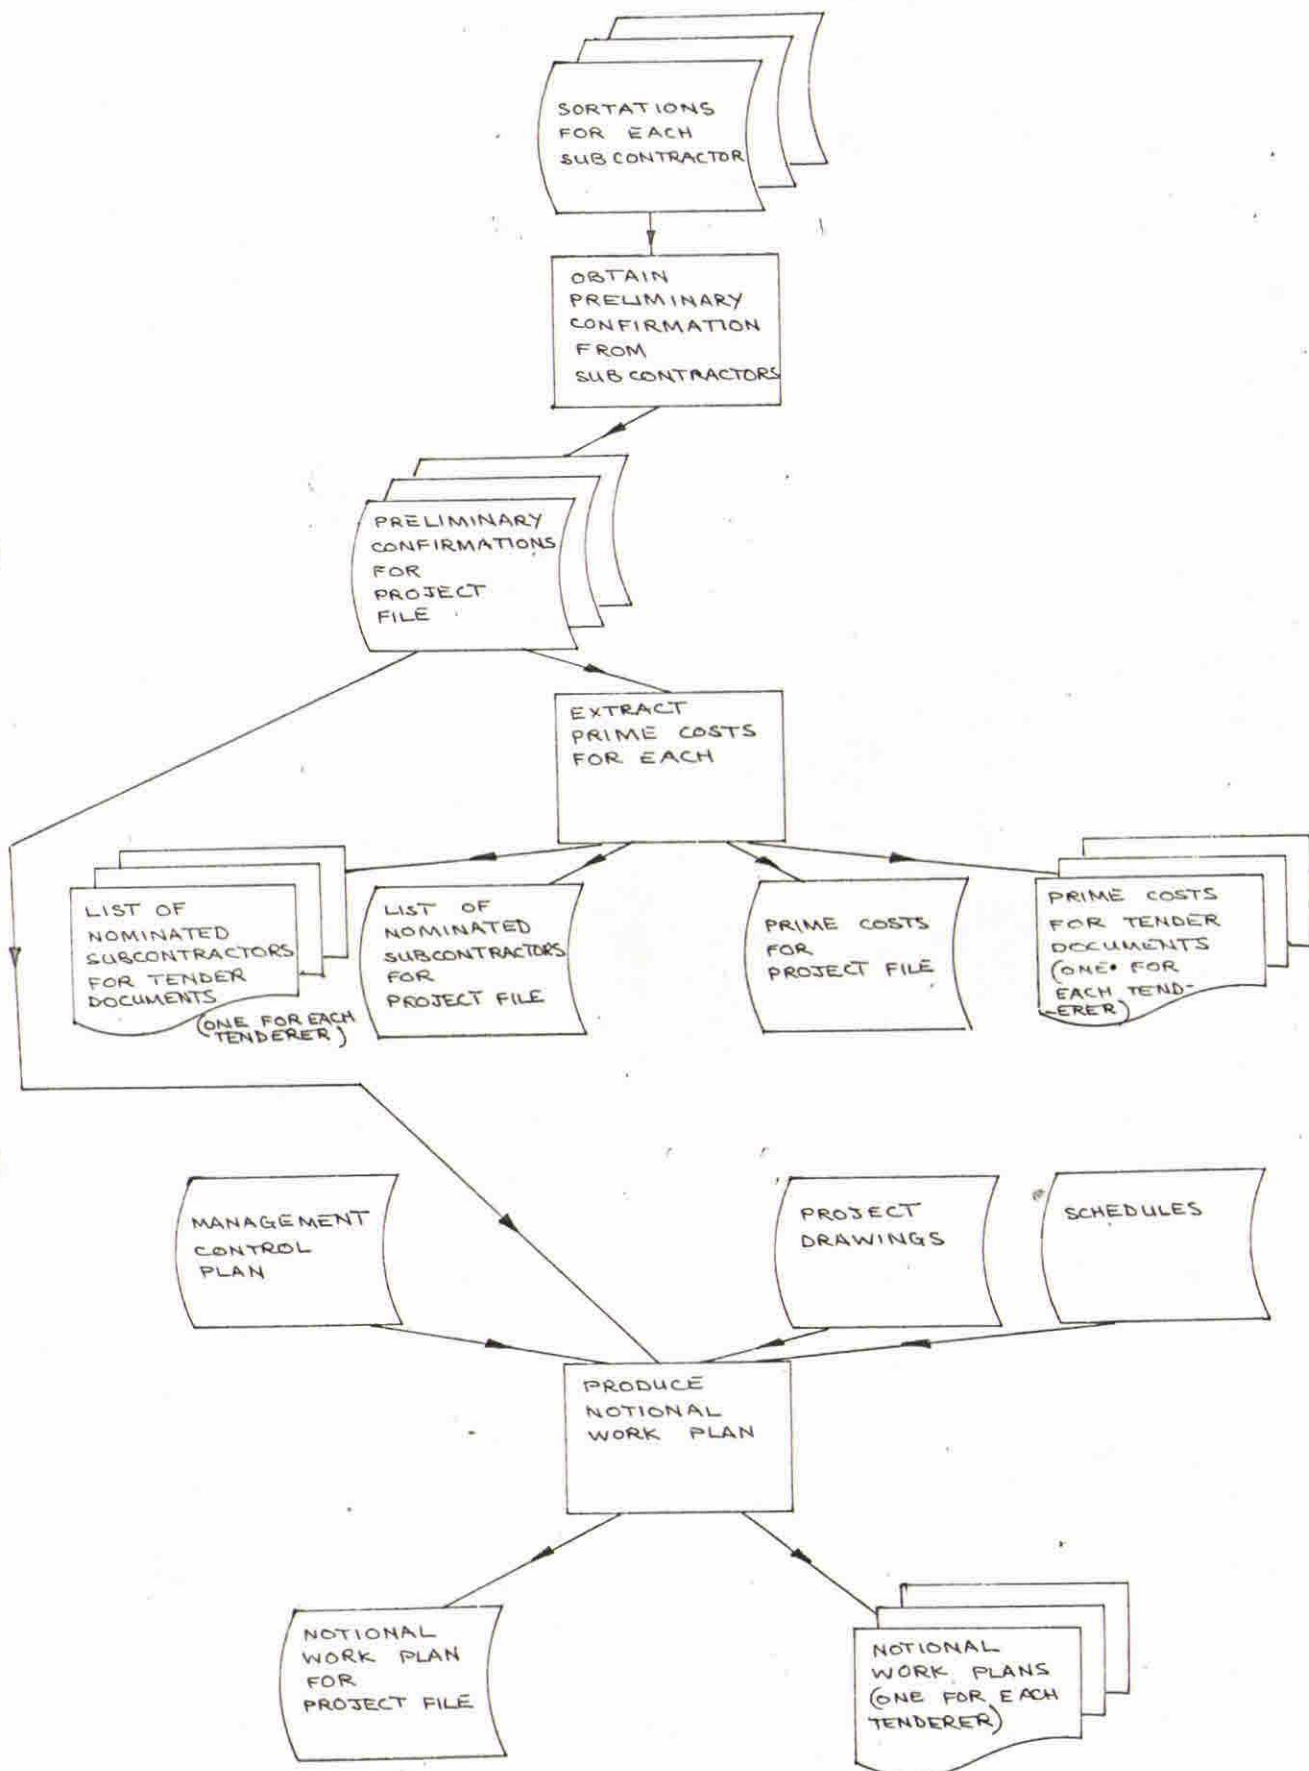 SORTATIONS
FOR EACH
SUB CONTRACTOR
OBTAIN
PRELIMINARY
CONFIRMATION
FROM
SUB CONTRACTORS
PRELIMINARY
CONFIRMATIONS
FOR
PROJECT
FILE
EXTRACT
PRIME COSTS
FOR EACH
LIST OF
NOMINATED
SUBCONTRACTORS
FOR TENDER
DOCUMENTS
(ONE FOR EACH
TENDERER)
LIST OF
NOMINATED
SUBCONTRACTORS
FOR
PROJECT FILE
PRIME COSTS
FOR
PROJECT FILE
PRIME COSTS
FOR TENDER
DOCUMENTS
(ONE FOR
EACH TEND-
-ERER)
MANAGEMENT
CONTROL
PLAN
PROJECT
DRAWINGS
SCHEDULES
PRODUCE
NOTIONAL
WORK PLAN
NOTIONAL
WORK PLAN
FOR
PROJECT FILE
NOTIONAL
WORK PLANS
(ONE FOR EACH
TENDERER)